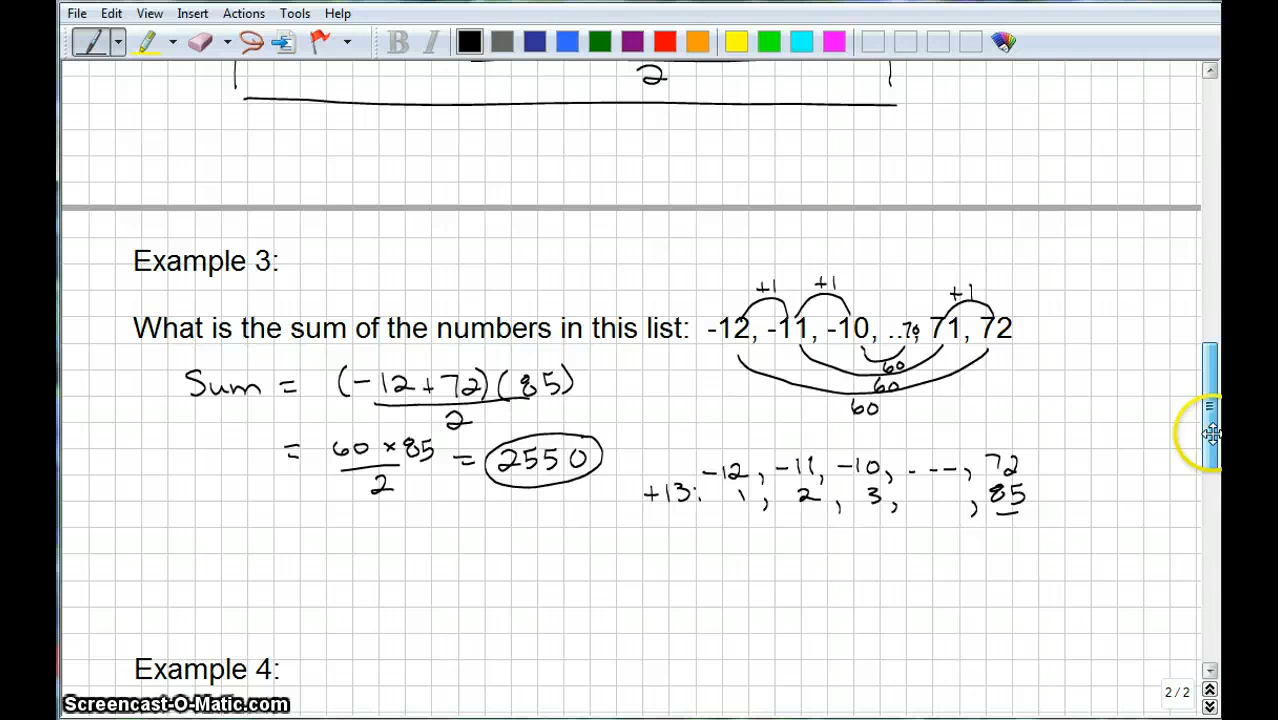 File Edit View Insert Actions Tools Help
B I
2
Example 3:
+1 +1 +1
What is the sum of the numbers in this list: -12, -11, -10, ...70, 71, 72
60
60
60
Sum = (-12+72)(85)
2
= 60 × 85 = 2550
2
-12, -11, -10, ----, 72
+13: 1, 2, 3, , 85
Example 4:
Screencast-O-Matic.com
2/2